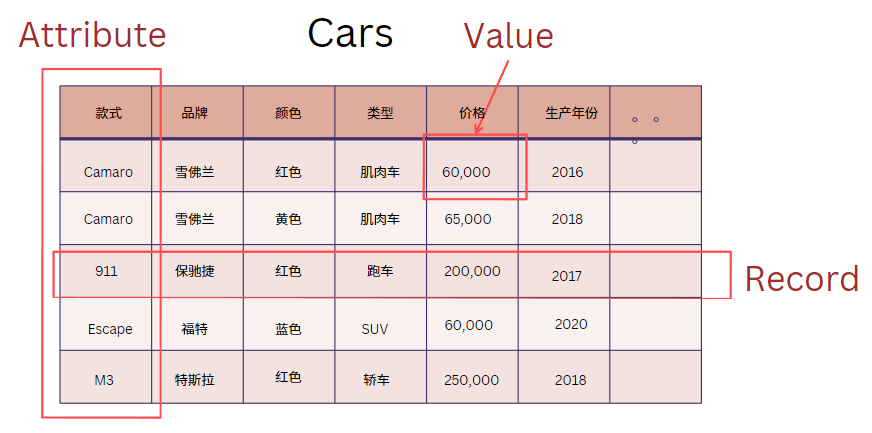 Attribute Cars Value
款式 品牌 颜色 类型 价格 生产年份 。 。
。
Camaro 雪佛兰 红色 肌肉车 60,000 2016
Camaro 雪佛兰 黄色 肌肉车 65,000 2018
911 保驰捷 红色 跑车 200,000 2017
Record
Escape 福特 蓝色 SUV 60,000 2020
M3 特斯拉 红色 轿车 250,000 2018